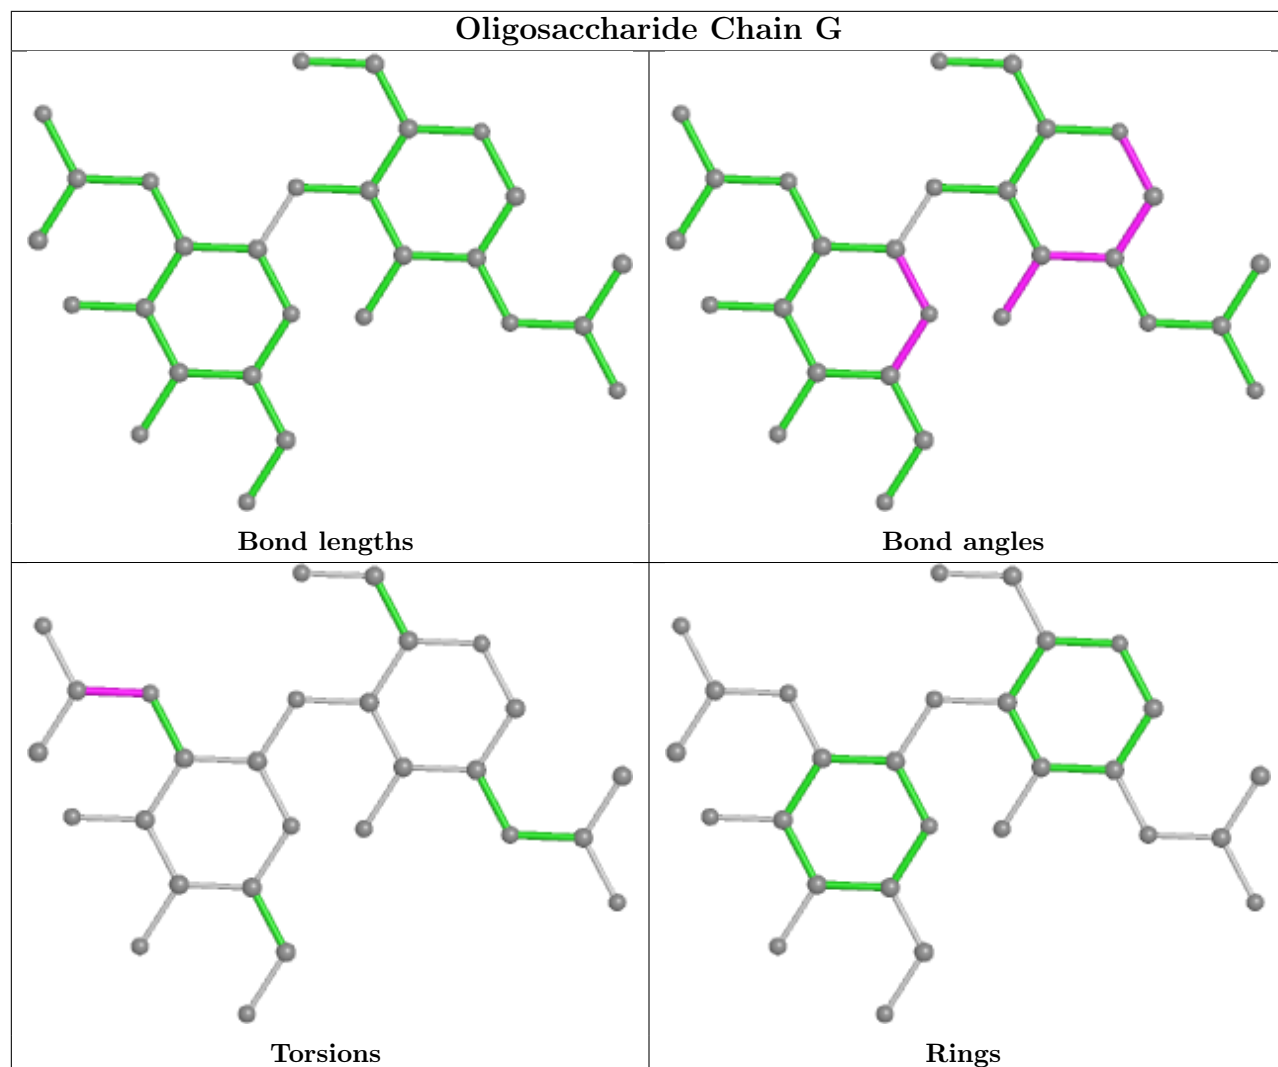 Oligosaccharide Chain G
Bond lengths
Bond angles
Torsions
Rings